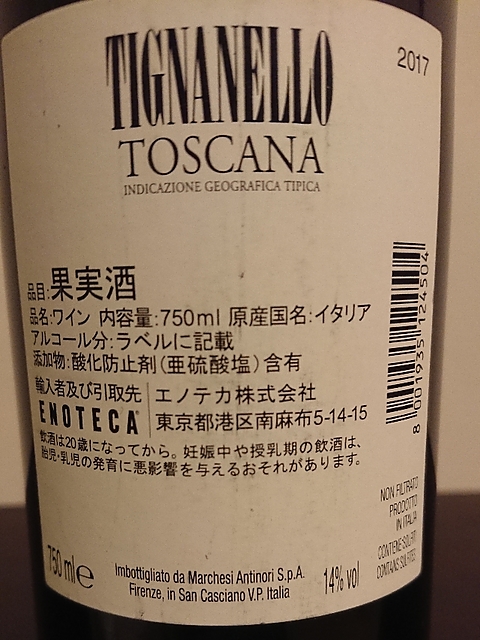 TIGNANELLO
2017
TOSCANA
INDICAZIONE GEOGRAFICA TIPICA
品目:果実酒
品名:ワイン 内容量:750ml 原産国名:イタリア
アルコール分:ラベルに記載
添加物:酸化防止剤(亜硫酸塩)含有
輸入者及び引取先 エノテカ株式会社
ENOTECA 東京都港区南麻布5-14-15
飲酒は20歳になってから。妊娠中や授乳期の飲酒は、
胎児・乳児の発育に悪影響を与えるおそれがあります。
8 001935 124504
NON FILTRATO
PRODOTTO
IN ITALIA
CONTIENE SOLFITI
CONTAINS SULFITES
750 ml e
Imbottigliato da Marchesi Antinori S.p.A.
Firenze, in San Casciano V.P. Italia
14% vol